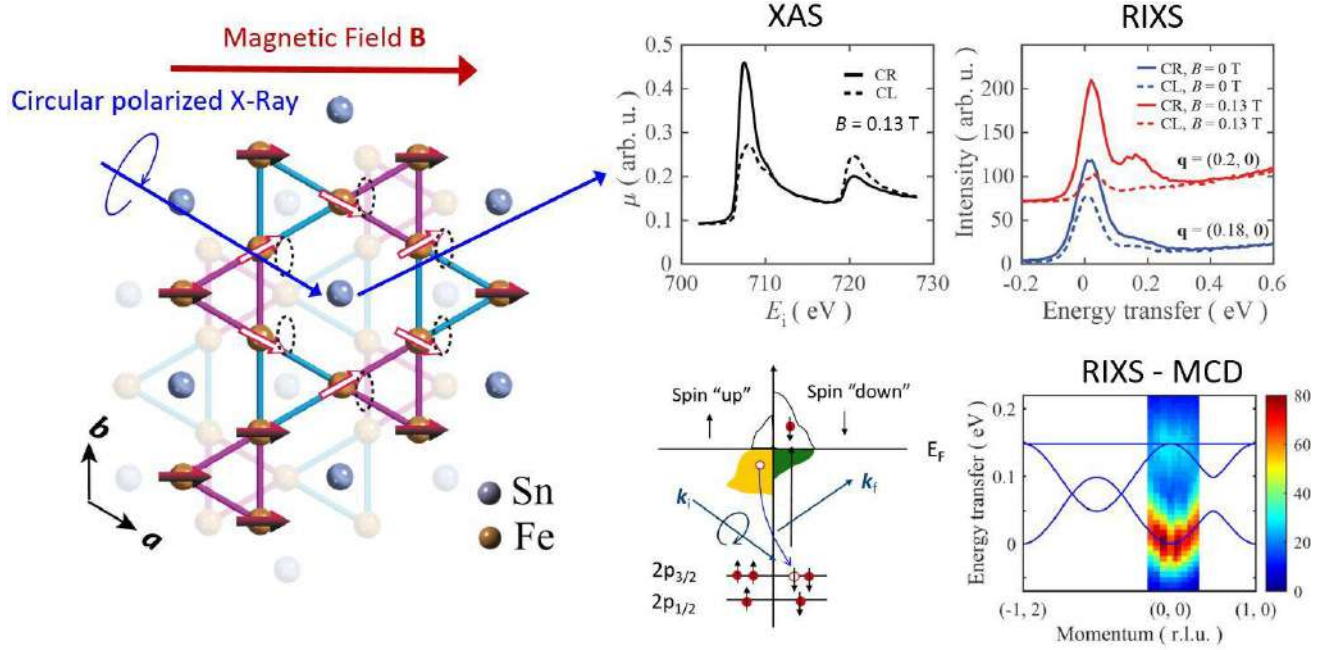 Magnetic Field B
Circular polarized X-Ray
b
a
Sn
Fe
XAS
0.5
0.4
0.3
0.2
0.1
μ ( arb. u. )
CR
CL
B = 0.13 T
700 710 720 730
E_i ( eV )
RIXS
200
150
100
50
0
Intensity ( arb. u. )
CR, B = 0 T
CL, B = 0 T
CR, B = 0.13 T
CL, B = 0.13 T
q = (0.2, 0)
q = (0.18, 0)
-0.2 0 0.2 0.4 0.6
Energy transfer ( eV )
Spin “up”
Spin “down”
E_F
k_i
k_f
2p_3/2
2p_1/2
RIXS - MCD
0.2
0.1
0
Energy transfer ( eV )
80
60
40
20
0
(-1, 2) (0, 0) (1, 0)
Momentum ( r.l.u. )